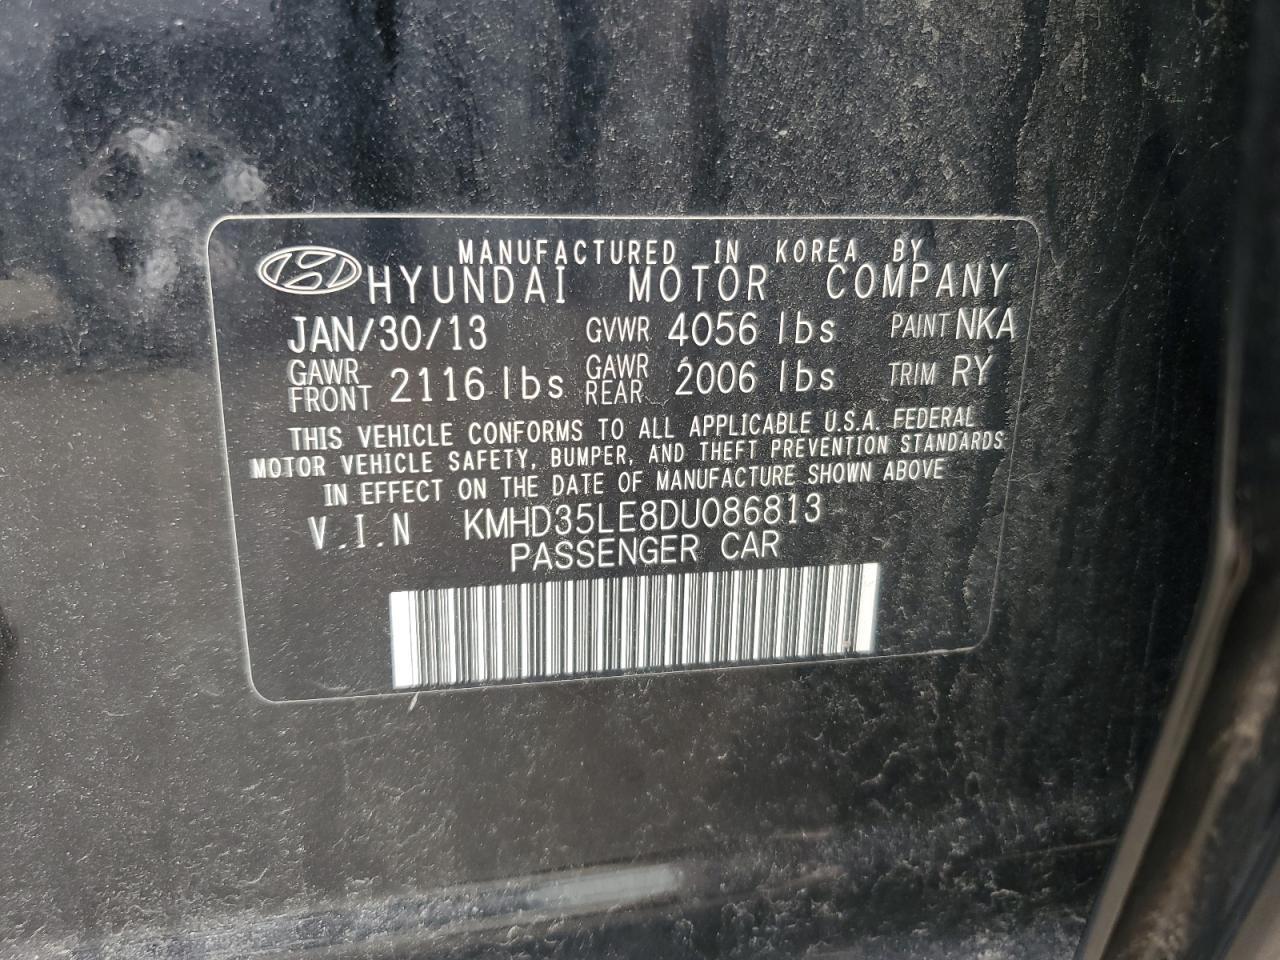 MANUFACTURED IN KOREA BY
HYUNDAI MOTOR COMPANY
JAN/30/13 GVWR 4056 lbs PAINT NKA
GAWR FRONT 2116 lbs GAWR REAR 2006 lbs TRIM RY
THIS VEHICLE CONFORMS TO ALL APPLICABLE U.S.A. FEDERAL
MOTOR VEHICLE SAFETY, BUMPER, AND THEFT PREVENTION STANDARDS
IN EFFECT ON THE DATE OF MANUFACTURE SHOWN ABOVE
V.I.N KMHD35LE8DU086813
PASSENGER CAR